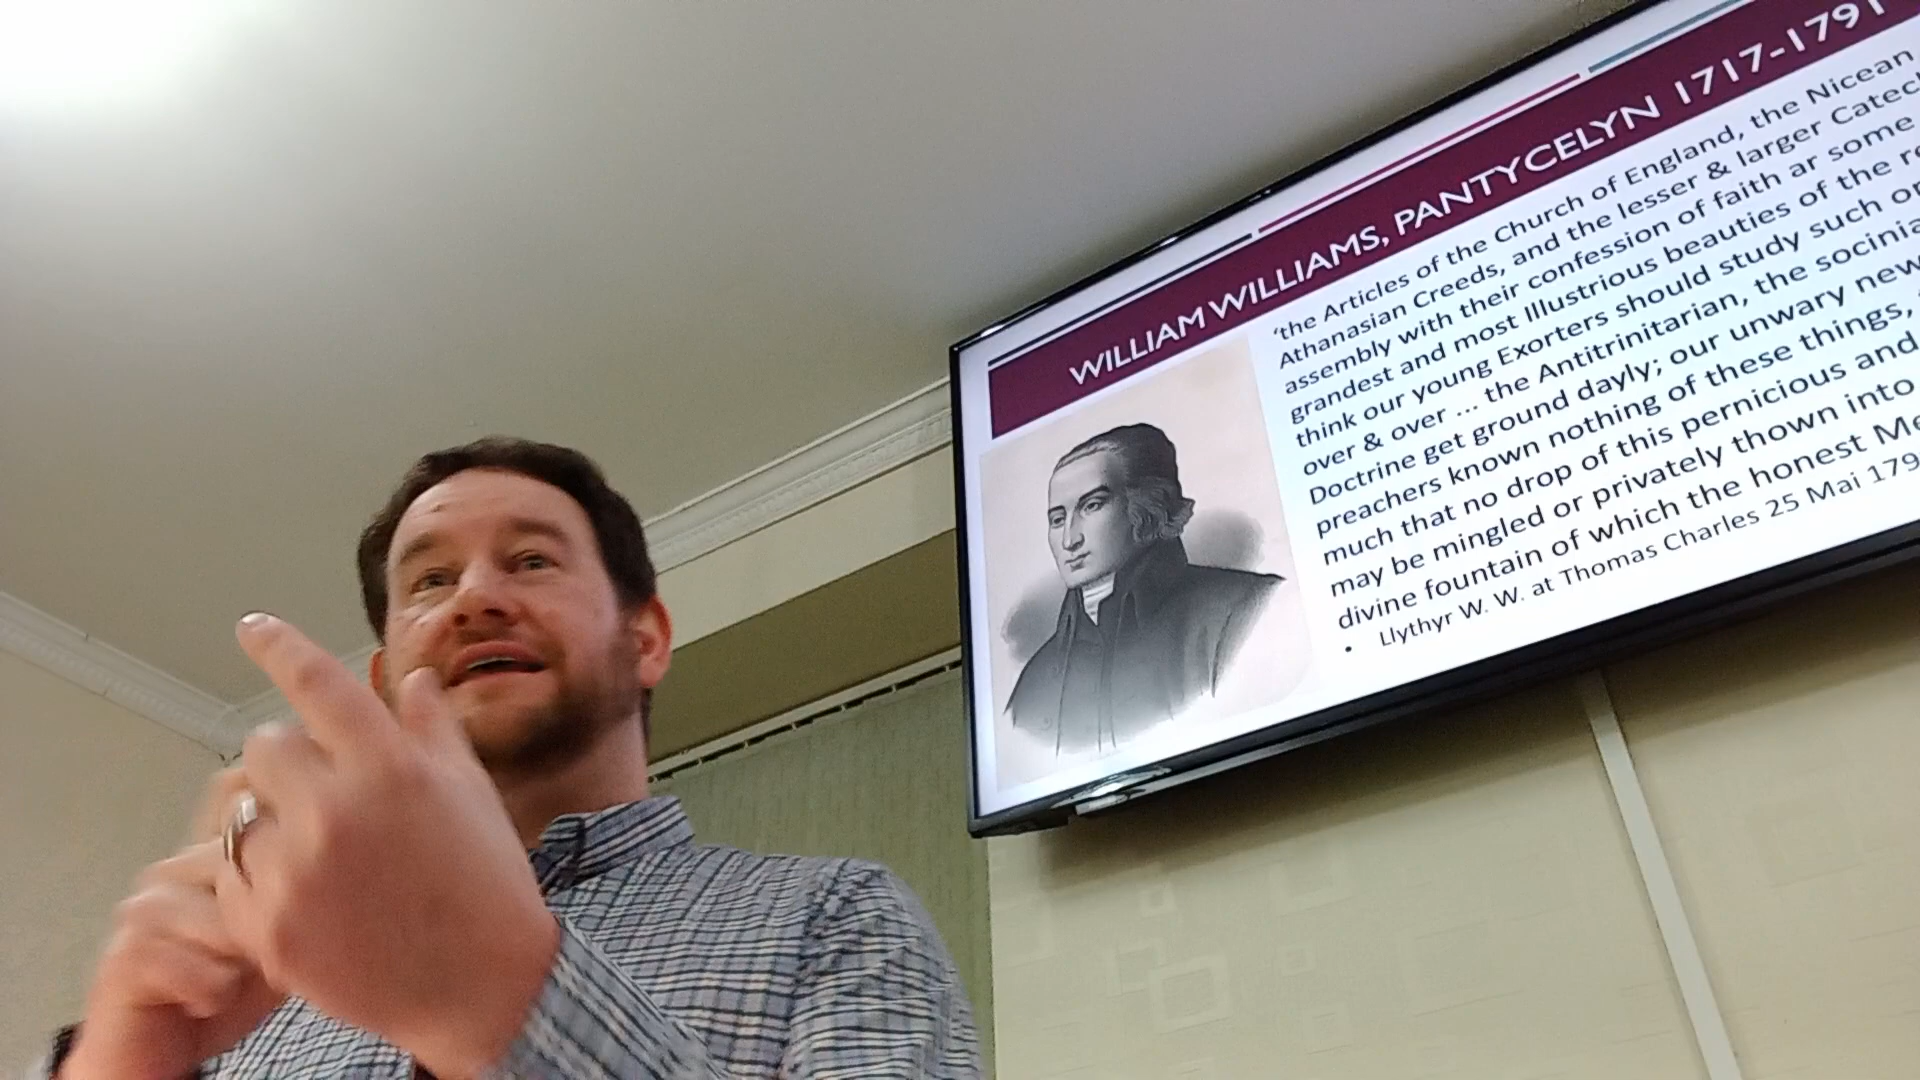 WILLIAM WILLIAMS, PANTYCELYN 1717-1791
‘the Articles of the Church of England, the Nicean
Athanasian Creeds, and the lesser & larger
assembly with their confession of faith ar some
grandest and most Illustrious beauties of the
think our young Exorters should study such
over & over ... the Antitrinitarian, the
Doctrine get ground dayly; our unwary
preachers known nothing of these things,
much that no drop of this pernicious and
may be mingled or privately thown into
divine fountain of which the honest
• Llythyr W. W. at Thomas Charles 25 Mai